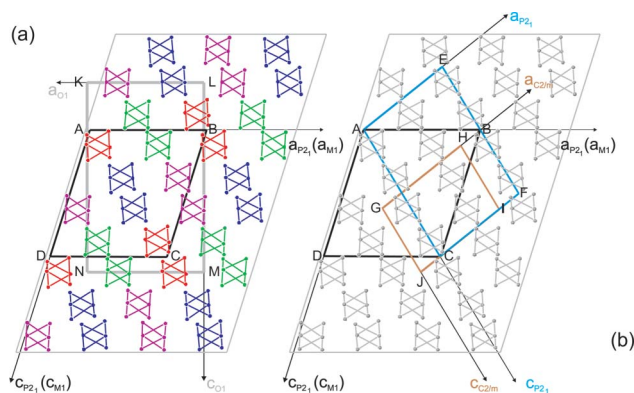 (a)
K L
a_O1
A B
a_P2₁(a_M1)
D C
N M
c_P2₁(c_M1)
c_O1
a_P2₁
E
a_C2/m
A H B
a_P2₁(a_M1)
F
G I
D C
J
c_P2₁(c_M1)
c_C2/m
c_P2₁
(b)